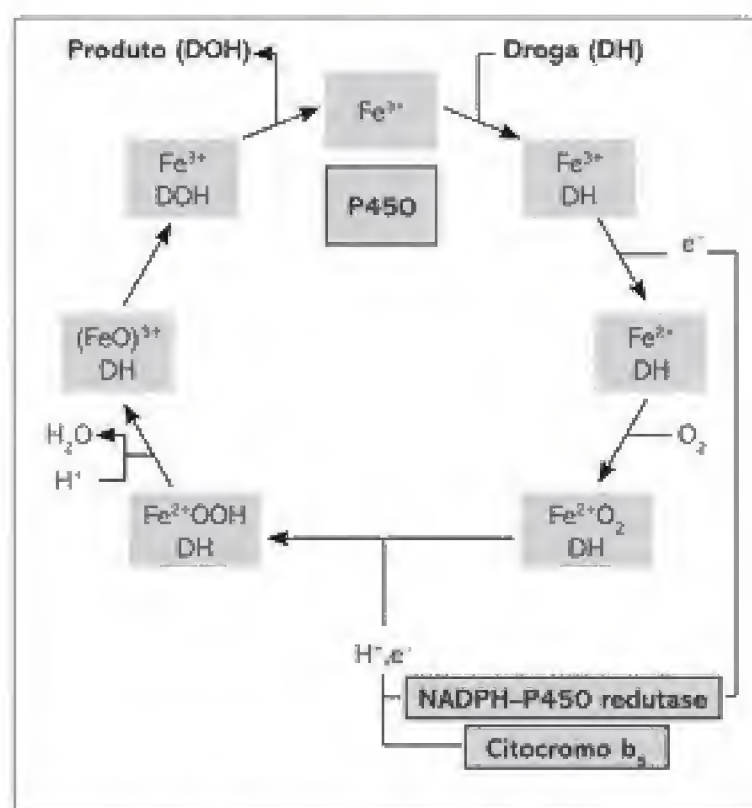 Produto (DOH)
Droga (DH)
Fe³⁺
P450
Fe³⁺
DH
e⁻
Fe²⁺
DH
O₂
Fe²⁺O₂
DH
H⁺,e⁻
NADPH–P450 redutase
Citocromo b₅
Fe²⁺OOH
DH
H₂O
H⁺
(FeO)³⁺
DH
Fe³⁺
DOH